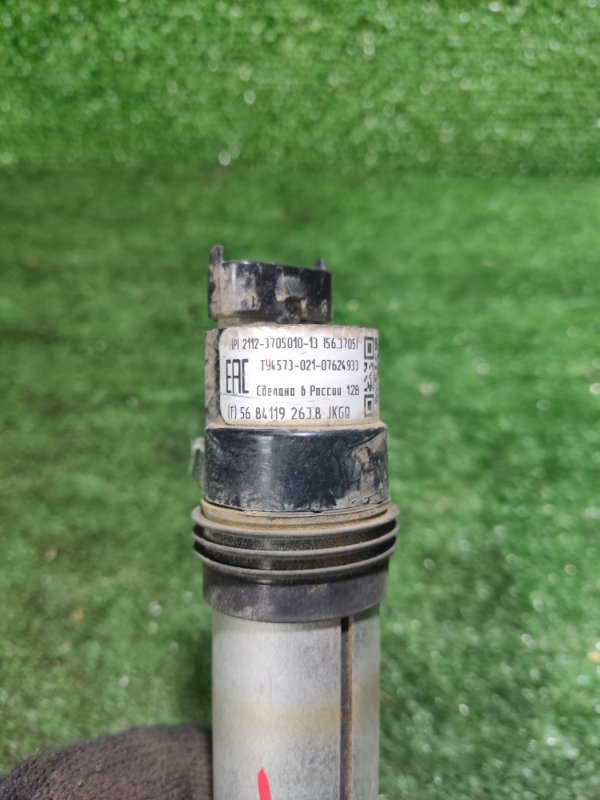 (P) 2112-3705010-13 (56.3705)
ТУ4573-021-07624933
EAC
Сделано в России 12В
(F) 56 84119 263.8 JKGQ